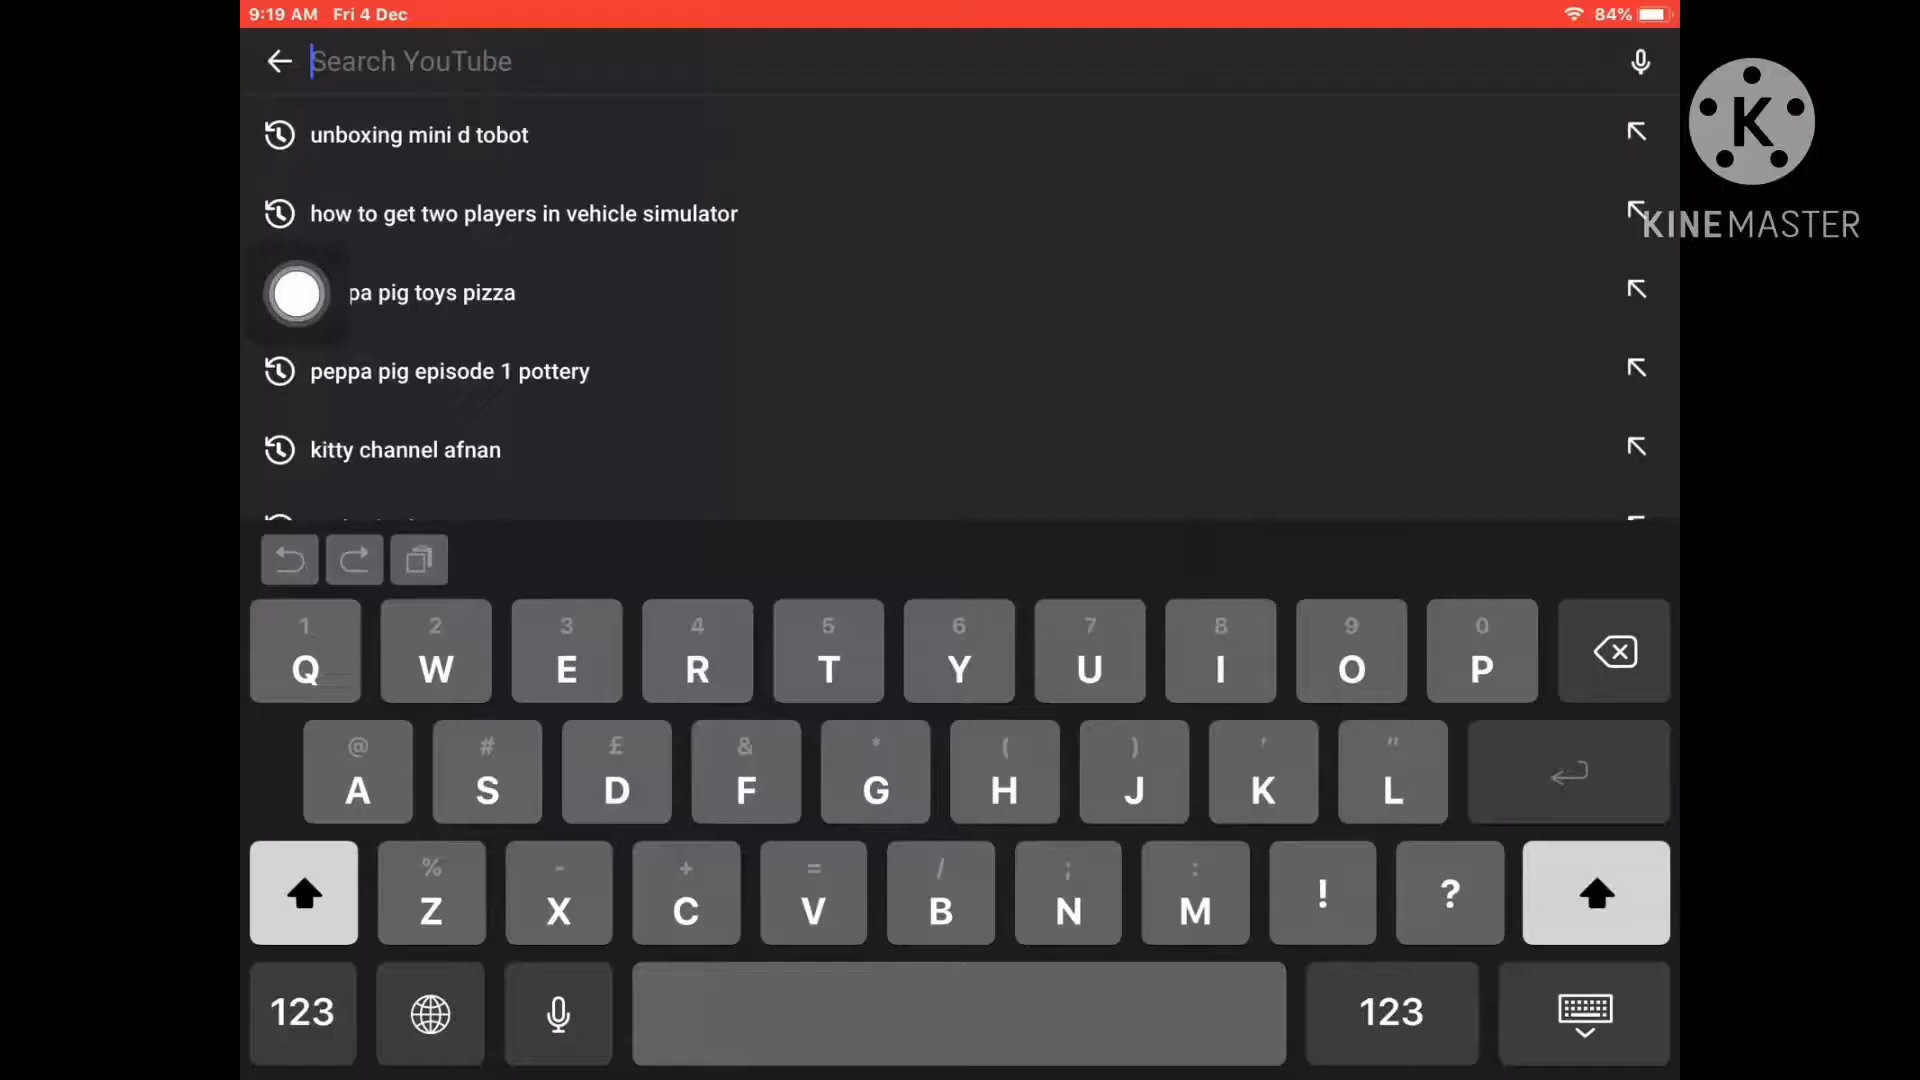 9:19 AM Fri 4 Dec 84%
Search YouTube
unboxing mini d tobot
how to get two players in vehicle simulator
pa pig toys pizza
peppa pig episode 1 pottery
kitty channel afnan
K
KINEMASTER
1 2 3 4 5 6 7 8 9 0
Q W E R T Y U I O P
@ # £ & * ( ) ' "
A S D F G H J K L
% - + = / ; :
Z X C V B N M ! ?
123 123